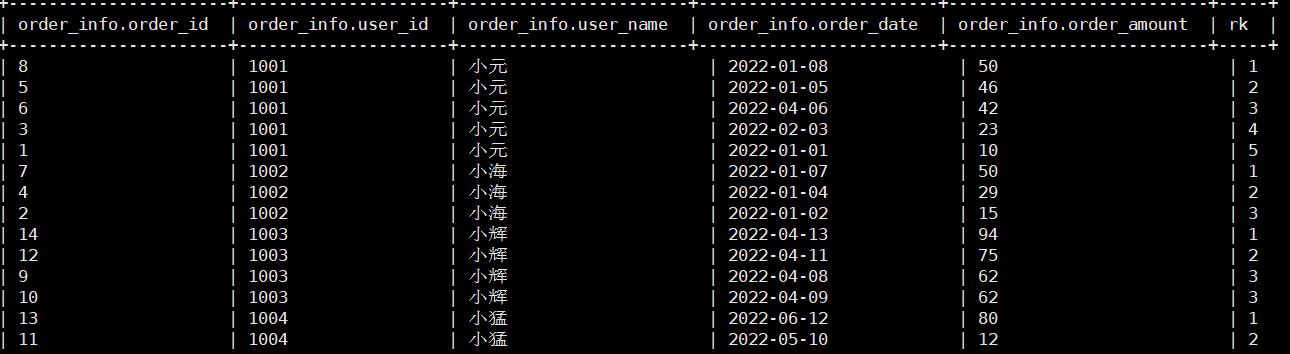 +-----------------------+---------------------+-----------------------+------------------------+--------------------------+-----+
| order_info.order_id | order_info.user_id | order_info.user_name | order_info.order_date | order_info.order_amount | rk |
+-----------------------+---------------------+-----------------------+------------------------+--------------------------+-----+
| 8 | 1001 | 小元 | 2022-01-08 | 50 | 1
| 5 | 1001 | 小元 | 2022-01-05 | 46 | 2
| 6 | 1001 | 小元 | 2022-04-06 | 42 | 3
| 3 | 1001 | 小元 | 2022-02-03 | 23 | 4
| 1 | 1001 | 小元 | 2022-01-01 | 10 | 5
| 7 | 1002 | 小海 | 2022-01-07 | 50 | 1
| 4 | 1002 | 小海 | 2022-01-04 | 29 | 2
| 2 | 1002 | 小海 | 2022-01-02 | 15 | 3
| 14 | 1003 | 小辉 | 2022-04-13 | 94 | 1
| 12 | 1003 | 小辉 | 2022-04-11 | 75 | 2
| 9 | 1003 | 小辉 | 2022-04-08 | 62 | 3
| 10 | 1003 | 小辉 | 2022-04-09 | 62 | 3
| 13 | 1004 | 小猛 | 2022-06-12 | 80 | 1
| 11 | 1004 | 小猛 | 2022-05-10 | 12 | 2